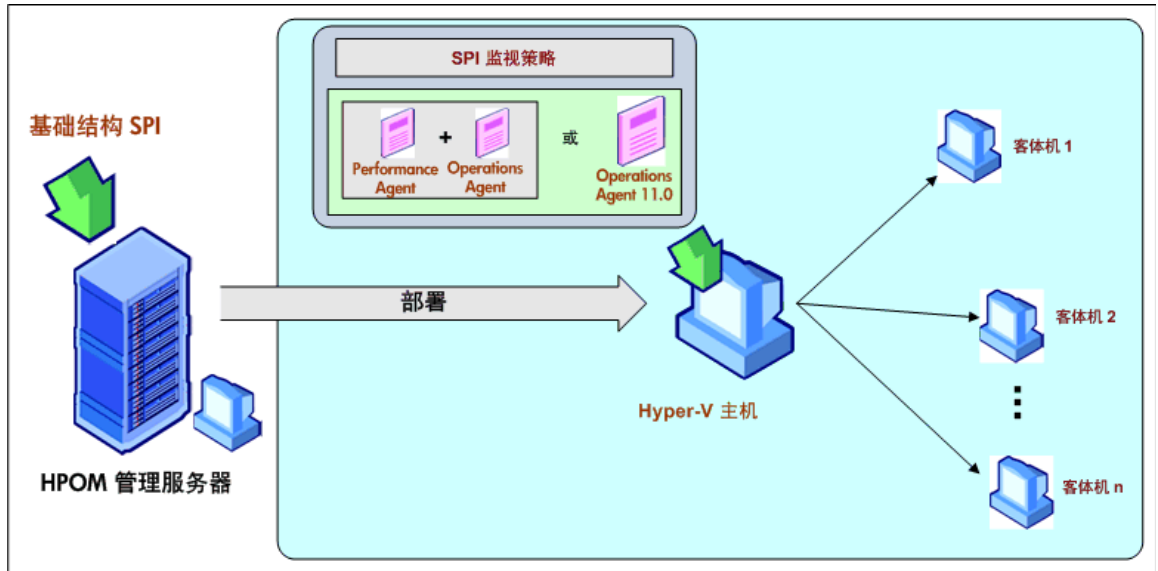 SPI 监视策略
基础结构 SPI
+
或
Performance
Agent
Operations
Agent
Operations
Agent 11.0
客体机 1
部署
客体机 2
Hyper-V 主机
HPOM 管理服务器
客体机 n